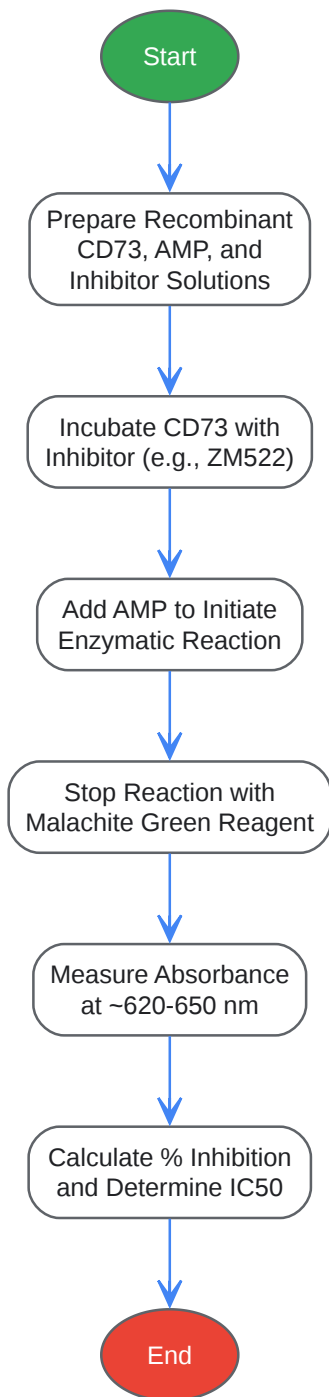 Start
Prepare Recombinant
CD73, AMP, and
Inhibitor Solutions
Incubate CD73 with
Inhibitor (e.g., ZM522)
Add AMP to Initiate
Enzymatic Reaction
Stop Reaction with
Malachite Green Reagent
Measure Absorbance
at ~620-650 nm
Calculate % Inhibition
and Determine IC50
End